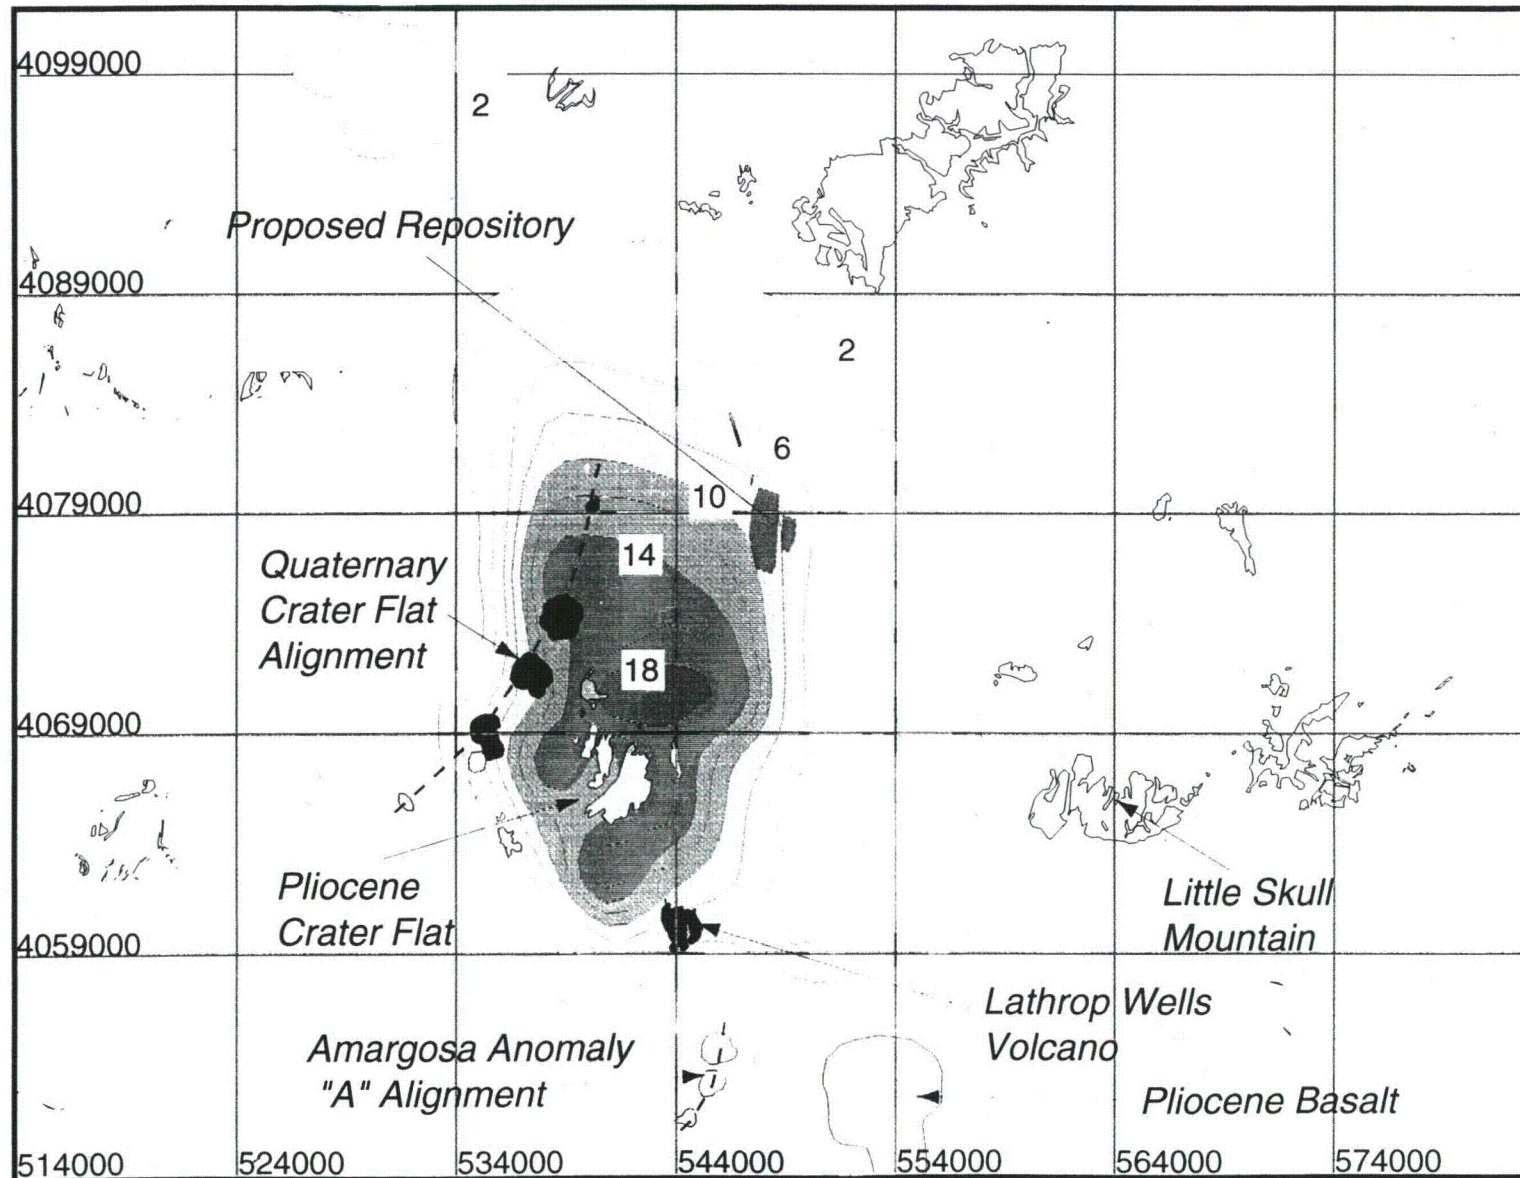 4099000
2
Proposed Repository
4089000
2
6
10
4079000
14
Quaternary
Crater Flat
Alignment
18
4069000
Pliocene
Crater Flat
Little Skull
Mountain
4059000
Lathrop Wells
Volcano
Amargosa Anomaly
"A" Alignment
Pliocene Basalt
514000
524000
534000
544000
554000
564000
574000